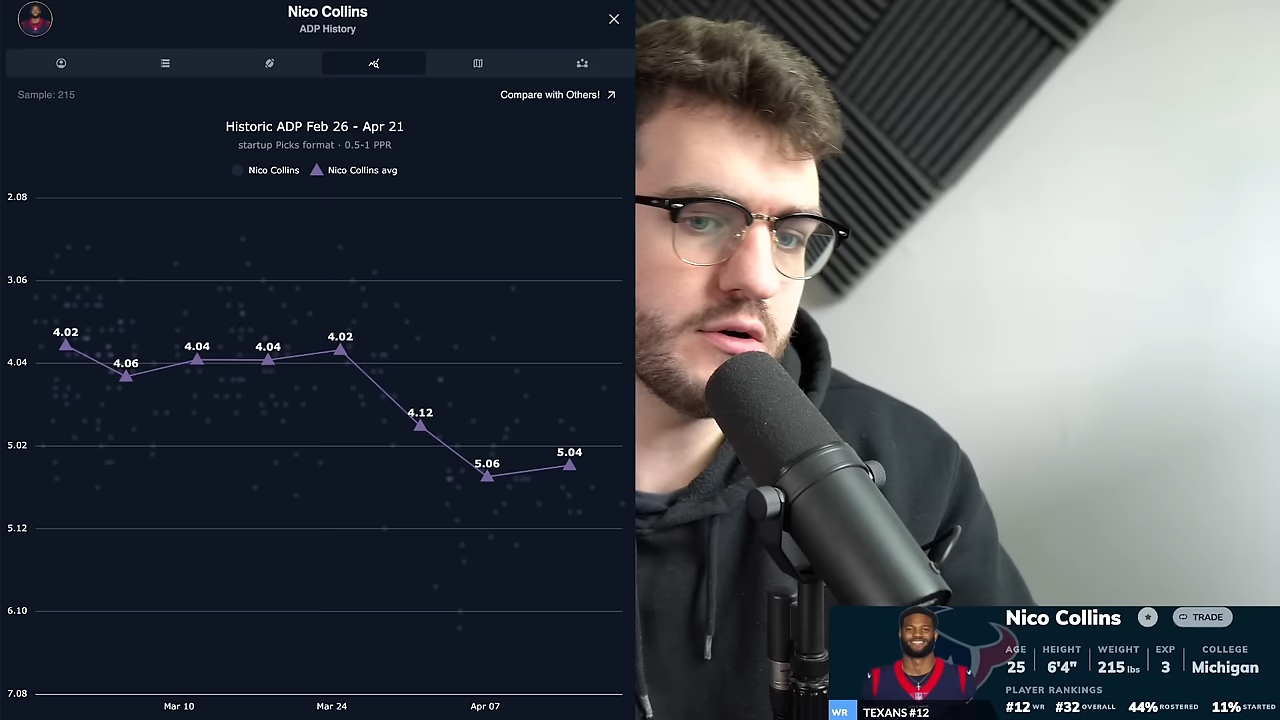 Nico Collins
ADP History
Sample: 215
Compare with Others!
Historic ADP Feb 26 - Apr 21
startup Picks format · 0.5-1 PPR
Nico Collins
Nico Collins avg
2.08
3.06
4.04
5.02
5.12
6.10
7.08
4.02
4.06
4.04
4.04
4.02
4.12
5.06
5.04
Mar 10
Mar 24
Apr 07
Nico Collins
TRADE
AGE HEIGHT WEIGHT EXP COLLEGE
25 6'4" 215 lbs 3 Michigan
PLAYER RANKINGS
#12 WR #32 OVERALL 44% ROSTERED 11% STARTED
WR TEXANS #12